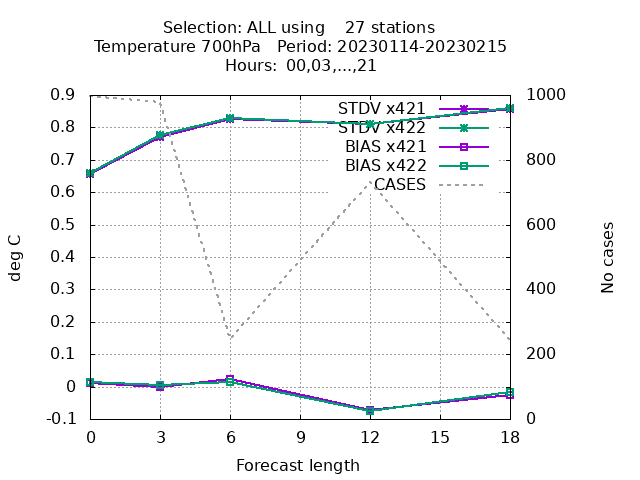 Selection: ALL using    27 stations
Temperature 700hPa   Period: 20230114-20230215
Hours:  00,03,...,21
0.9
0.8
0.7
0.6
0.5
0.4
0.3
0.2
0.1
0
-0.1
deg C
STDV x421
STDV x422
BIAS x421
BIAS x422
CASES
1000
800
600
400
200
0
No cases
0 3 6 9 12 15 18
Forecast length